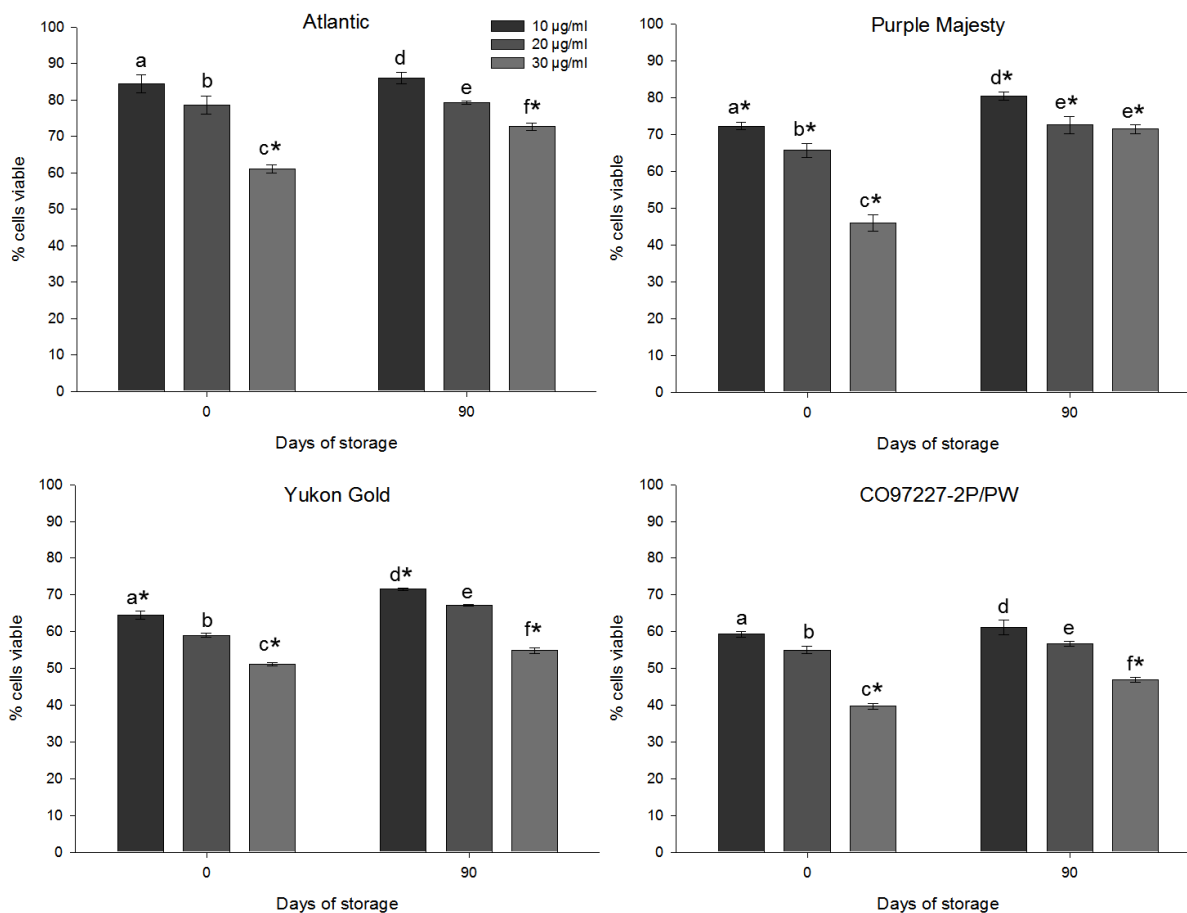 Atlantic
10 µg/ml
20 µg/ml
30 µg/ml
100
90
80
70
60
50
40
30
20
10
0
% cells viable
a
b
c*
d
e
f*
0
90
Days of storage
Purple Majesty
100
90
80
70
60
50
40
30
20
10
0
% cells viable
a*
b*
c*
d*
e*
e*
0
90
Days of storage
Yukon Gold
100
90
80
70
60
50
40
30
20
10
0
% cells viable
a*
b
c*
d*
e
f*
0
90
Days of storage
CO97227-2P/PW
100
90
80
70
60
50
40
30
20
10
0
% cells viable
a
b
c*
d
e
f*
0
90
Days of storage